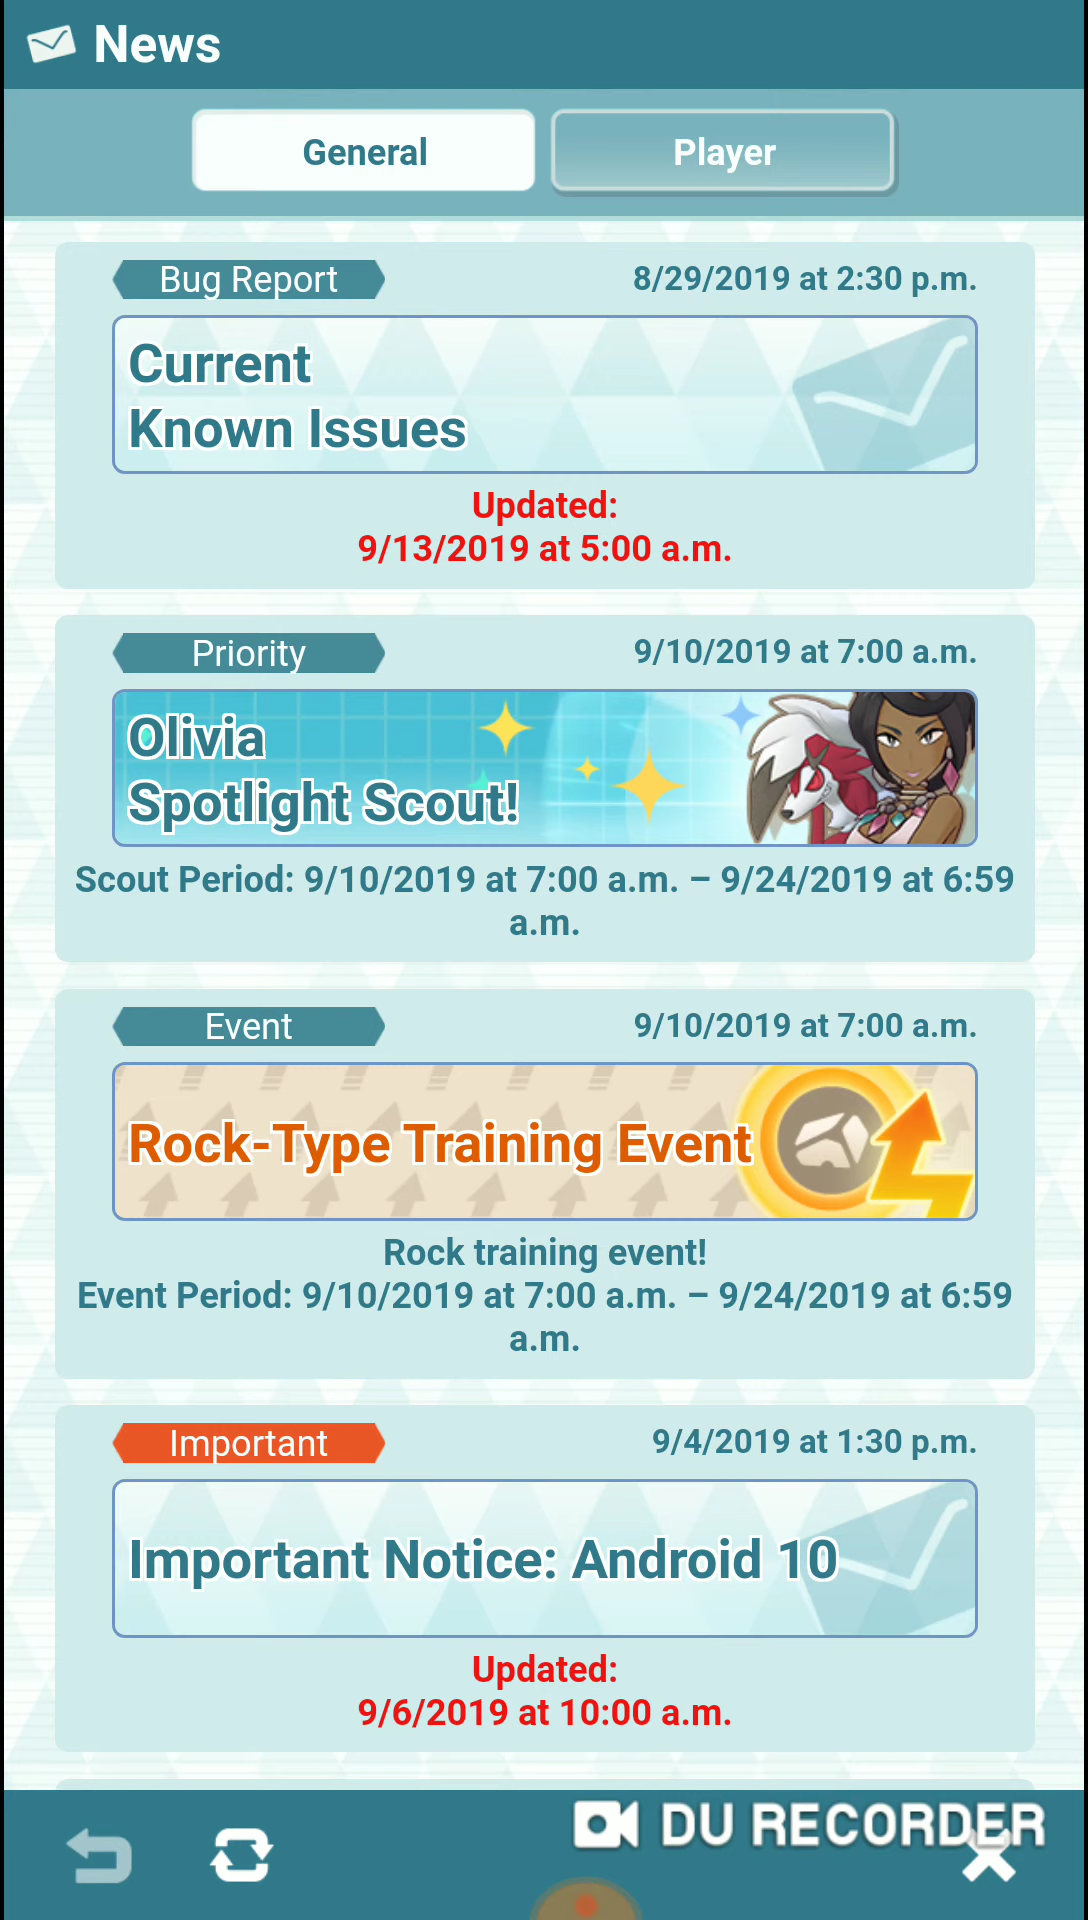 News
General
Player
Bug Report
8/29/2019 at 2:30 p.m.
Current
Known Issues
Updated:
9/13/2019 at 5:00 a.m.
Priority
9/10/2019 at 7:00 a.m.
Olivia
Spotlight Scout!
Scout Period: 9/10/2019 at 7:00 a.m. – 9/24/2019 at 6:59
a.m.
Event
9/10/2019 at 7:00 a.m.
Rock-Type Training Event
Rock training event!
Event Period: 9/10/2019 at 7:00 a.m. – 9/24/2019 at 6:59
a.m.
Important
9/4/2019 at 1:30 p.m.
Important Notice: Android 10
Updated:
9/6/2019 at 10:00 a.m.
DU RECORDER